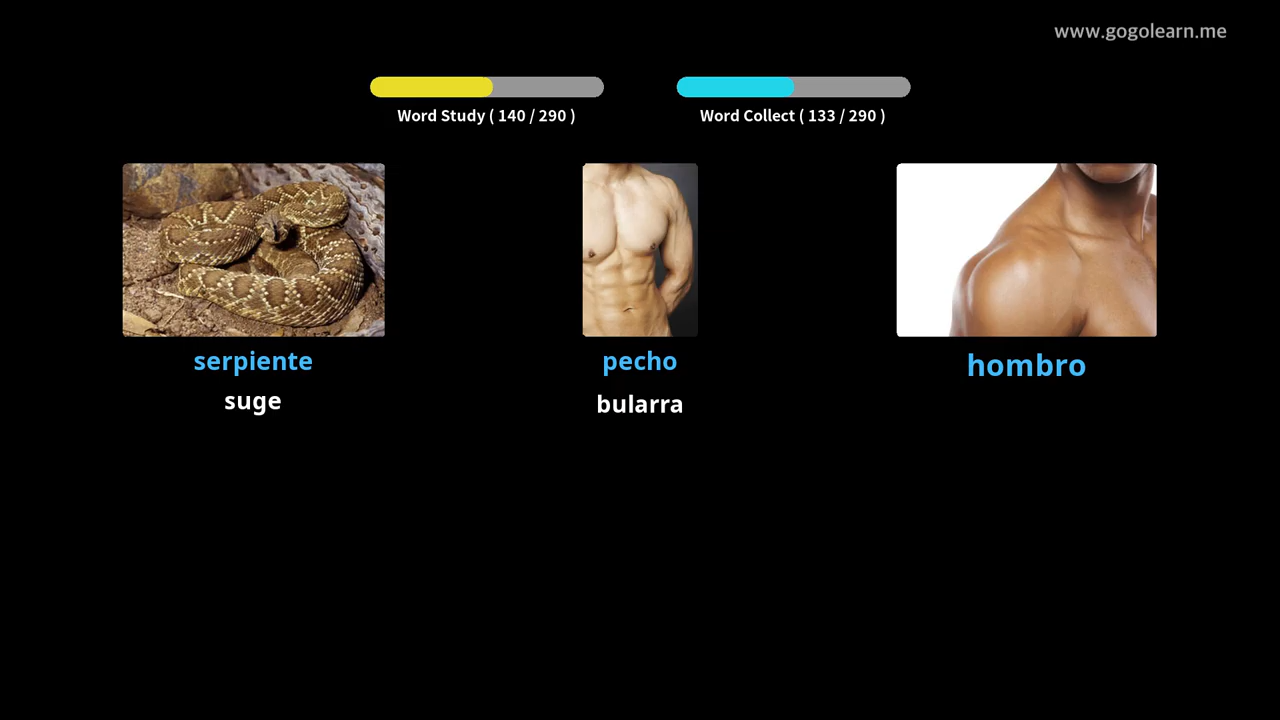 www.gogolearn.me
Word Study ( 140 / 290 )
Word Collect ( 133 / 290 )
serpiente
suge
pecho
bularra
hombro